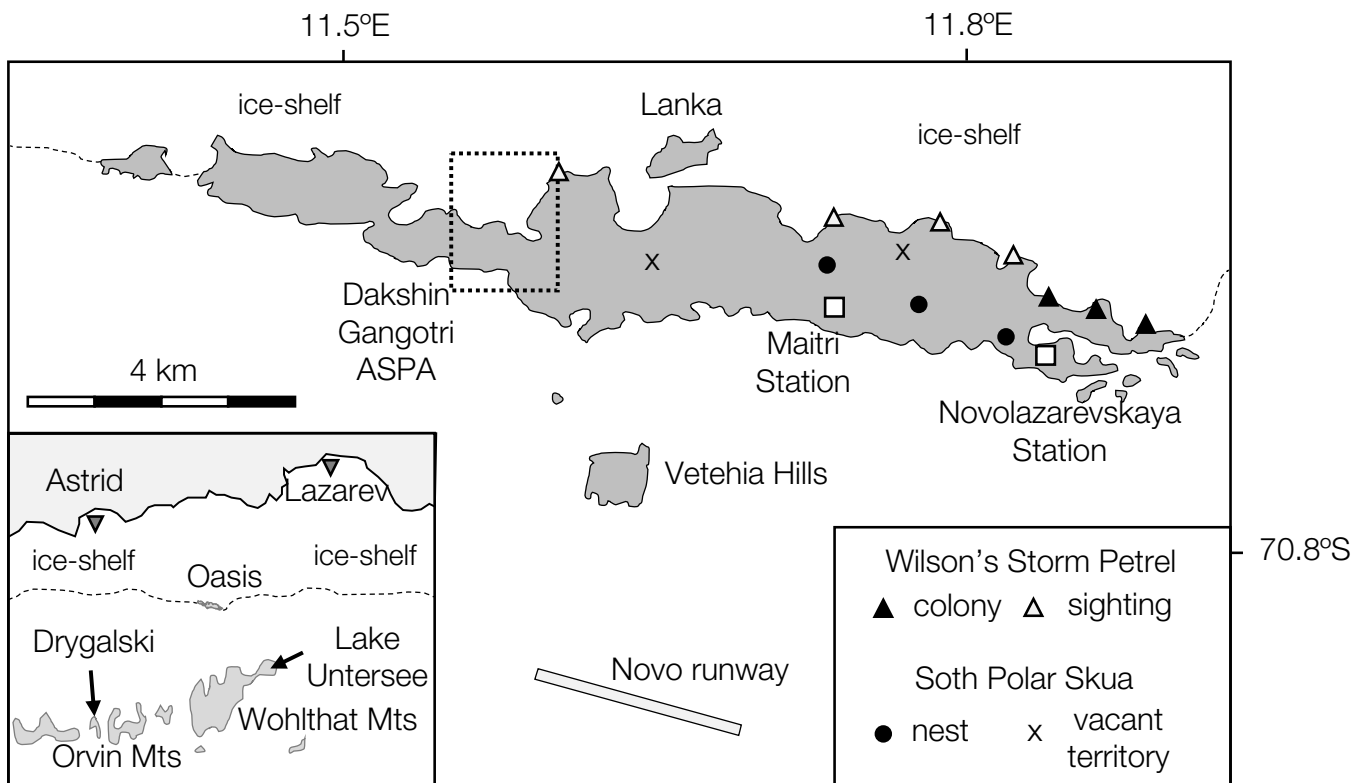 11.5ºE
11.8ºE
ice-shelf
Lanka
ice-shelf
Dakshin
Gangotri
ASPA
x
x
Maitri
Station
4 km
Novolazarevskaya
Station
Vetehia Hills
70.8ºS
Astrid
Lazarev
ice-shelf
ice-shelf
Oasis
Drygalski
Lake
Untersee
Wohlthat Mts
Orvin Mts
Novo runway
Wilson's Storm Petrel
colony
sighting
Soth Polar Skua
nest
x
vacant
territory